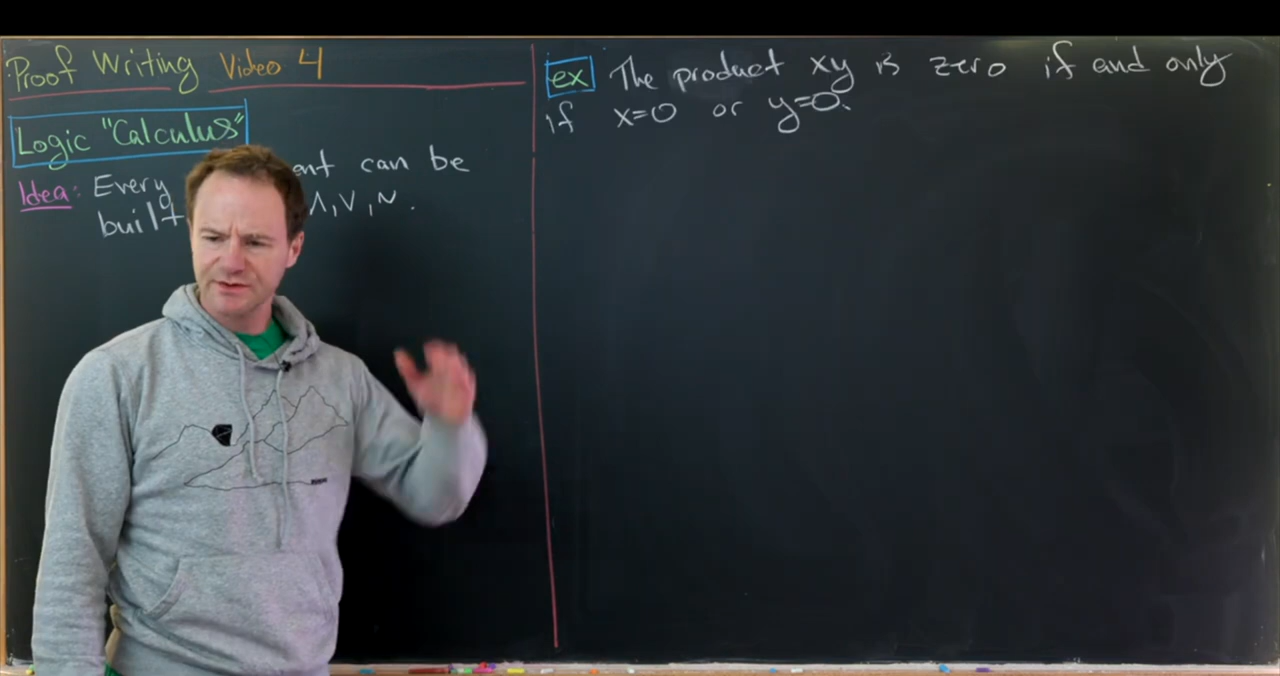 Proof Writing Video 4
Logic "Calculus"
Idea: Every ent can be
built Λ, V, ~.
ex The product xy is zero if and only
if x=0 or y=0.